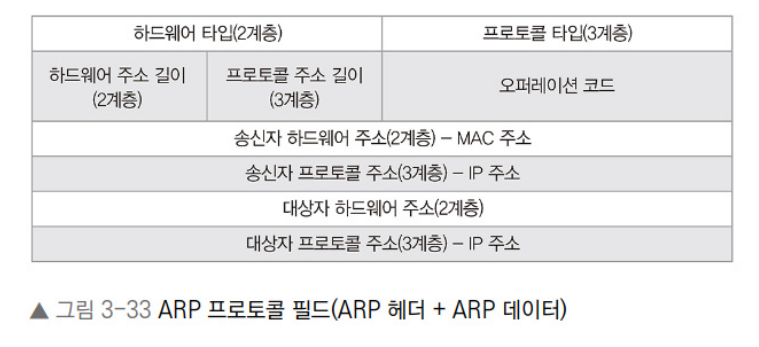 하드웨어 타입(2계층) 프로토콜 타입(3계층)
하드웨어 주소 길이
(2계층)
프로토콜 주소 길이
(3계층)
오퍼레이션 코드
송신자 하드웨어 주소(2계층) – MAC 주소
송신자 프로토콜 주소(3계층) – IP 주소
대상자 하드웨어 주소(2계층)
대상자 프로토콜 주소(3계층) – IP 주소
▲ 그림 3-33 ARP 프로토콜 필드(ARP 헤더 + ARP 데이터)